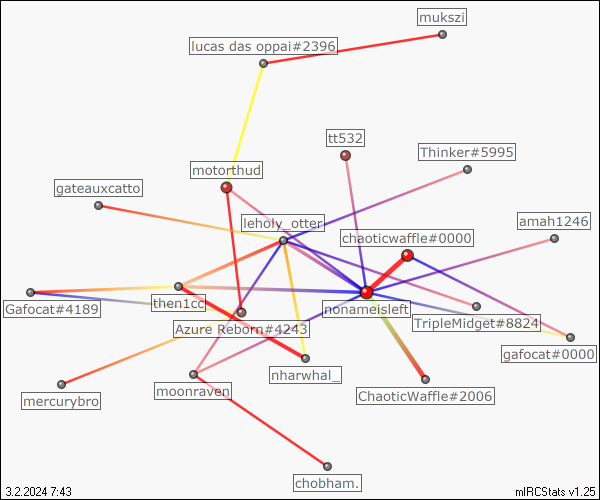 mukszi
lucas das oppai#2396
tt532
Thinker#5995
motorthud
gateauxcatto
leholy_otter
amah1246
chaoticwaffle#0000
Gafocat#4189
then1cc
nonameisleft
Azure Reborn#4243
TripleMidget#8824
gafocat#0000
nharwhal_
moonraven
ChaoticWaffle#2006
mercurybro
chobham.
3.2.2024 7:43
mIRCStats v1.25